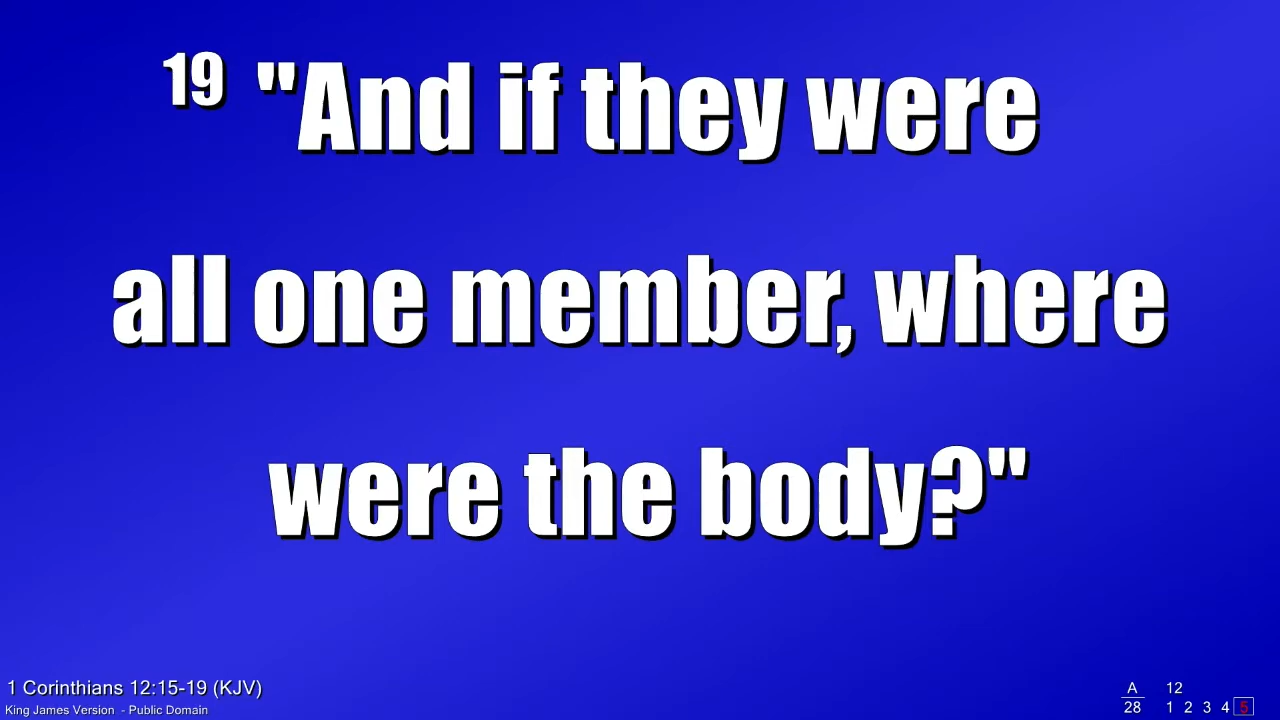 19 "And if they were
all one member, where
were the body?"
1 Corinthians 12:15-19 (KJV)
King James Version - Public Domain
A 12
28 1 2 3 4 5